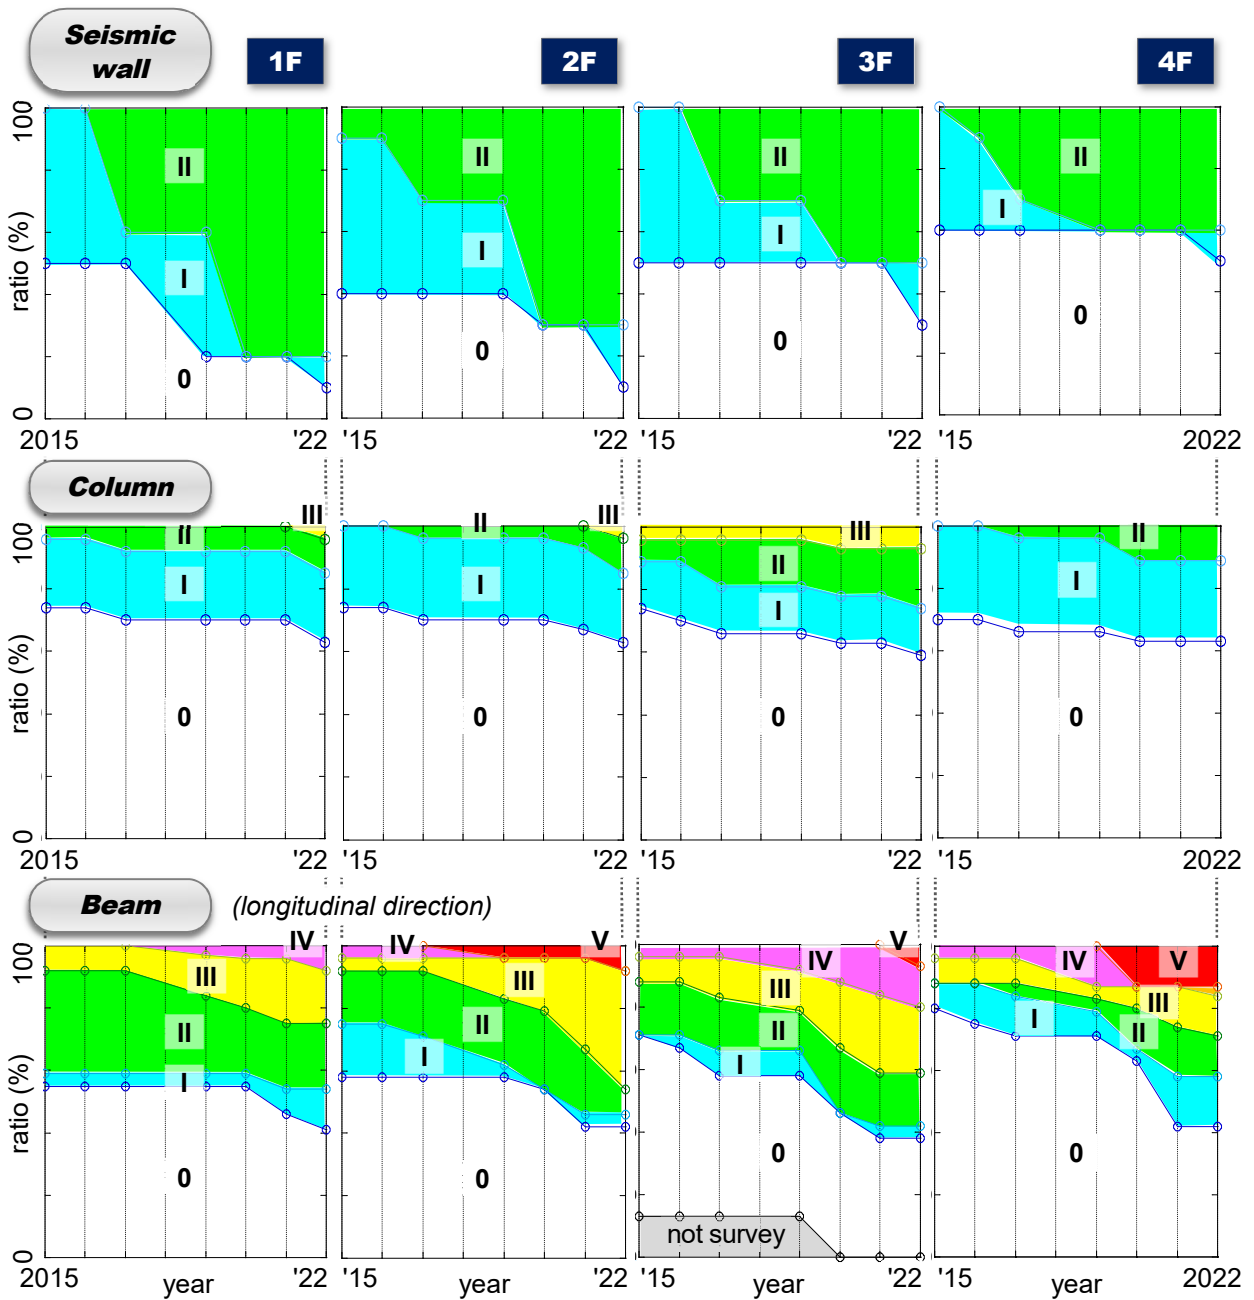 Seismic
wall
1F
2F
3F
4F
100
ratio (%)
0
II
I
0
II
I
0
II
I
0
II
I
0
2015
'22
'15
'22
'15
'22
'15
2022
Column
100
ratio (%)
0
III
II
I
0
III
II
I
0
III
II
I
0
II
I
0
2015
'22
'15
'22
'15
'22
'15
2022
Beam
(longitudinal direction)
100
ratio (%)
0
IV
III
II
I
0
IV
V
III
II
I
0
V
IV
III
II
I
0
not survey
IV
V
III
I
II
0
2015
year
'22
'15
year
'22
'15
year
'22
'15
year
2022